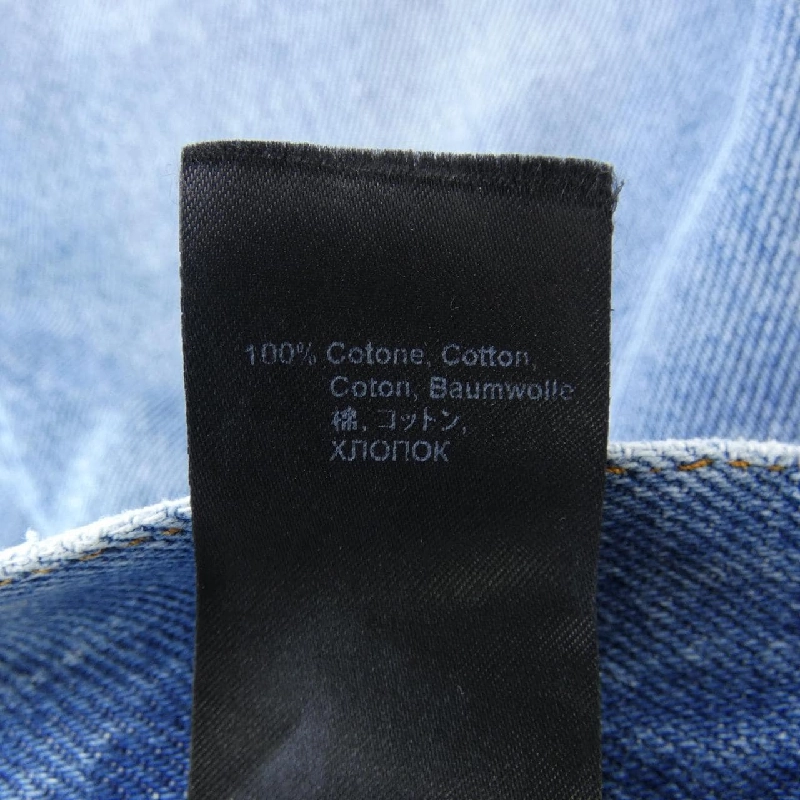 100% Cotone, Cotton,
Coton, Baumwolle
棉, コットン,
ХЛОПОК